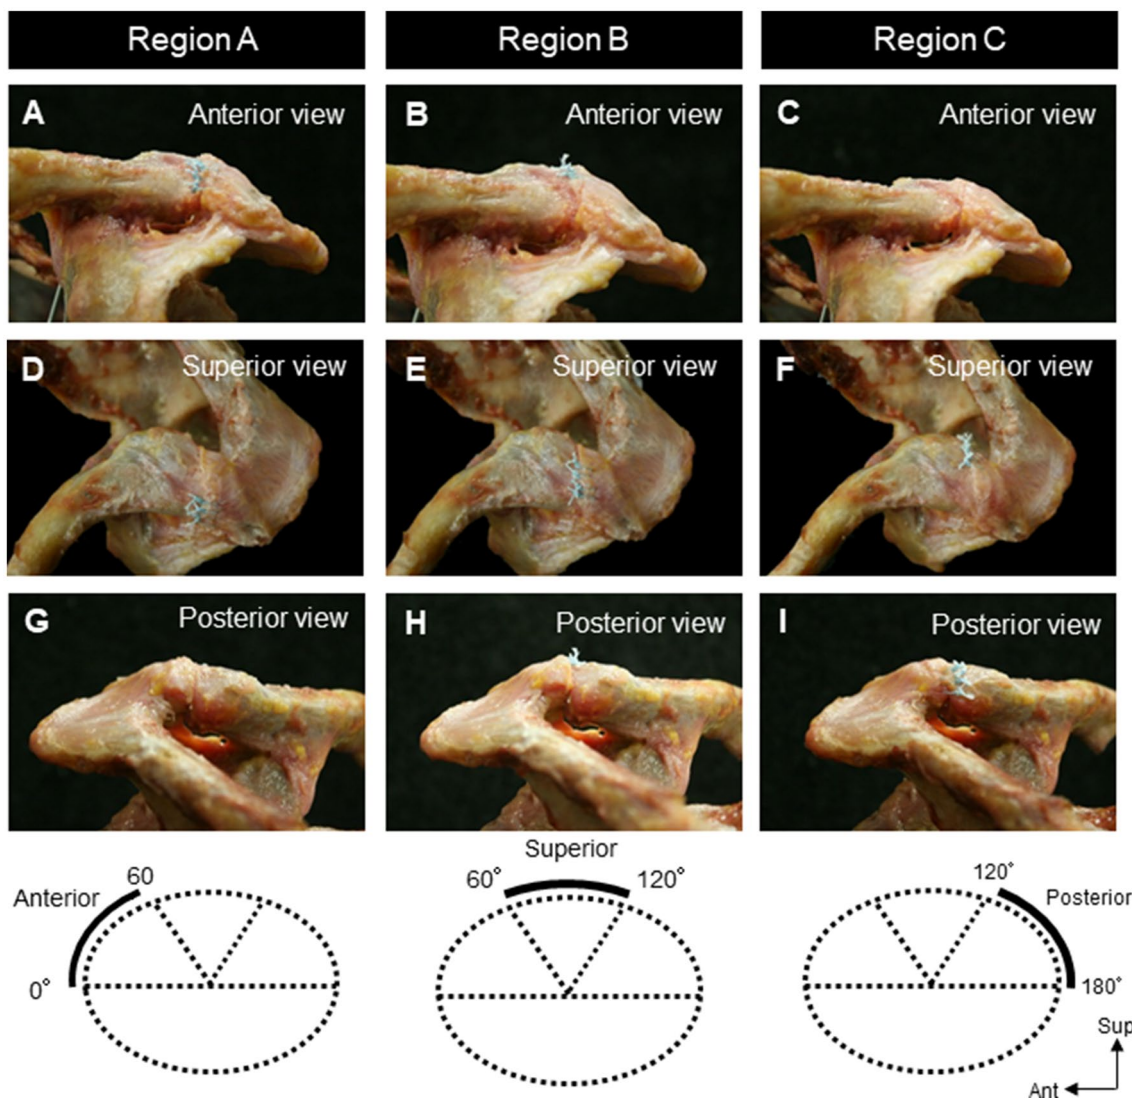 Region A
Region B
Region C
A
Anterior view
B
Anterior view
C
Anterior view
D
Superior view
E
Superior view
F
Superior view
G
Posterior view
H
Posterior view
I
Posterior view
Anterior
60
0°
Superior
60°
120°
120°
Posterior
180°
Sup
Ant